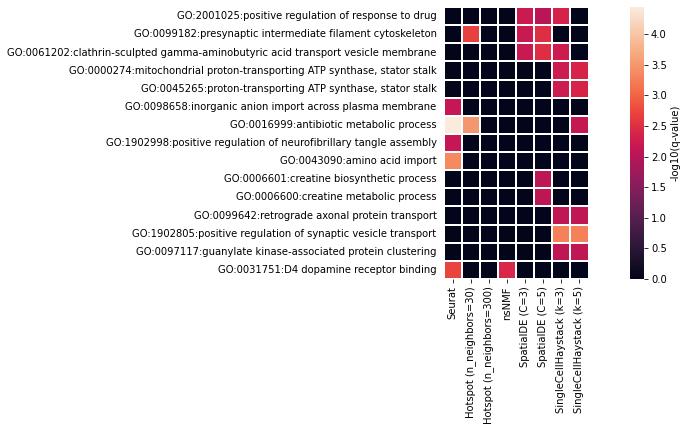 GO:2001025:positive regulation of response to drug
GO:0099182:presynaptic intermediate filament cytoskeleton
GO:0061202:clathrin-sculpted gamma-aminobutyric acid transport vesicle membrane
GO:0000274:mitochondrial proton-transporting ATP synthase, stator stalk
GO:0045265:proton-transporting ATP synthase, stator stalk
GO:0098658:inorganic anion import across plasma membrane
GO:0016999:antibiotic metabolic process
GO:1902998:positive regulation of neurofibrillary tangle assembly
GO:0043090:amino acid import
GO:0006601:creatine biosynthetic process
GO:0006600:creatine metabolic process
GO:0099642:retrograde axonal protein transport
GO:1902805:positive regulation of synaptic vesicle transport
GO:0097117:guanylate kinase-associated protein clustering
GO:0031751:D4 dopamine receptor binding
Seurat
Hotspot (n_neighbors=30)
Hotspot (n_neighbors=300)
nsNMF
SpatialDE (C=3)
SpatialDE (C=5)
SingleCellHaystack (k=3)
SingleCellHaystack (k=5)
4.0
3.5
3.0
2.5
2.0
1.5
1.0
0.5
0.0
-log10(q-value)